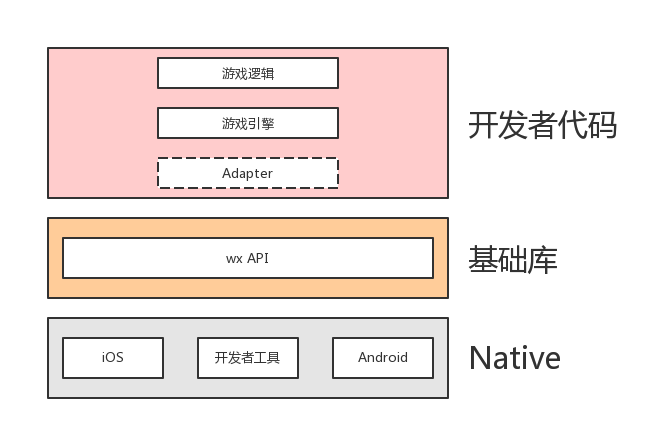 游戏逻辑
游戏引擎
Adapter
开发者代码
wx API
基础库
iOS
开发者工具
Android
Native